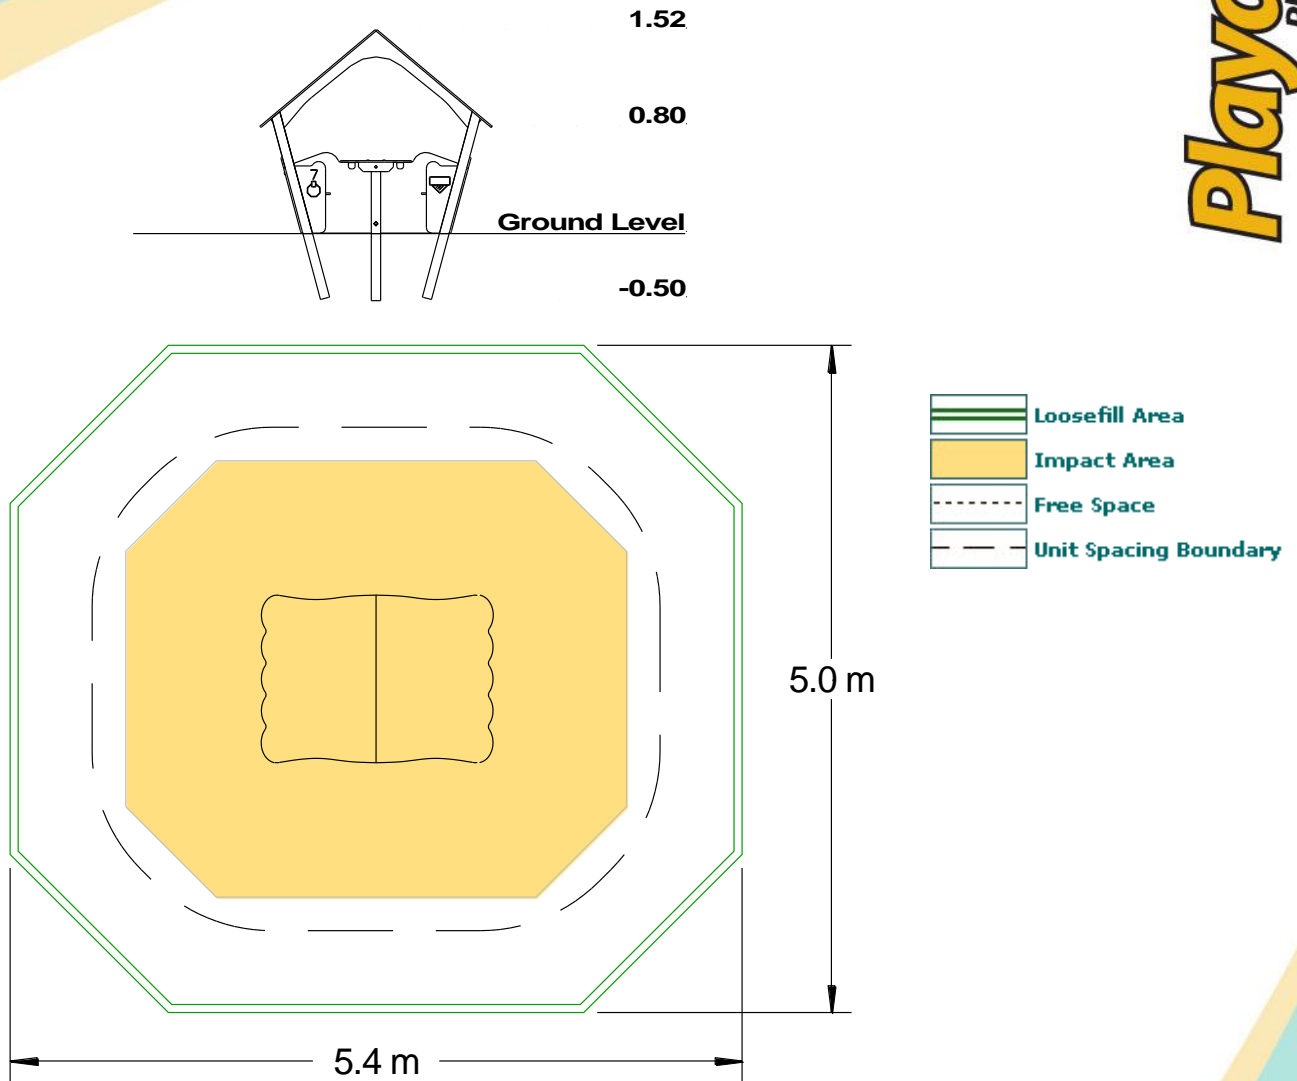 1.52
0.80
7
Ground Level
-0.50
Loosefill Area
Impact Area
Free Space
Unit Spacing Boundary
5.0 m
5.4 m